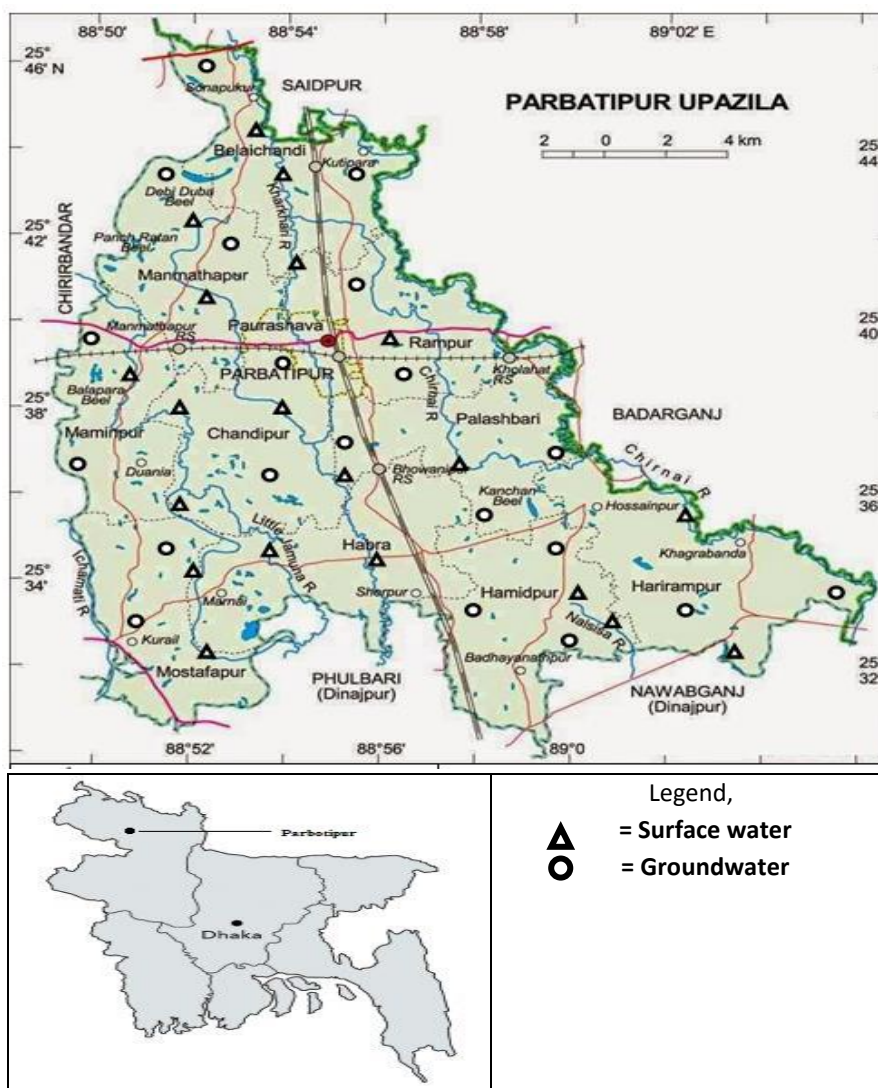 88°50' 88°54' 88°58' 89°02' E
25°
46' N
Sonapukur
SAIDPUR
PARBATIPUR UPAZILA
2 0 2 4 km
Belaichandi
Kutipara
25
44
Debi Duba
Beel
Kharkhari R
25°
42'
CHIRIRBANDAR
Panch Ratan
Beel
Manmathapur
Manmathapur
RS
Paurashava
Rampur
25
40
PARBATIPUR
Kholahat
RS
Balapara
Beel
25°
38'
Chirnai R
Palashbari
BADARGANJ
Maminpur
Chandipur
Duania
Bhowanipur
RS
Chirnai R
Kanchan
Beel
Hossainpur
25
36
Little Jamuna R
Habra
Khagrabanda
25°
34'
Ichamati R
Marnai
Sherpur
Hamidpur
Harirampur
Kurail
Nalsisa R
Mostafapur
Badhayanathpur
25
32
PHULBARI
(Dinajpur)
NAWABGANJ
(Dinajpur)
88°52' 88°56' 89°0'
Parbotipur
Dhaka
Legend,
= Surface water
= Groundwater